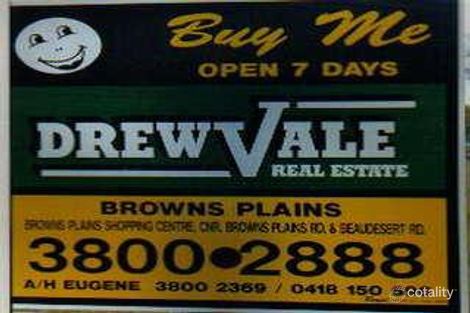 Buy Me
OPEN 7 DAYS
DREWVALE
REAL ESTATE
BROWNS PLAINS
BROWNS PLAINS SHOPPING CENTRE, CNR. BROWNS PLAINS RD. & BEAUDESERT RD.
3800•2888
A/H EUGENE 3800 2369 / 0418 150
cotality